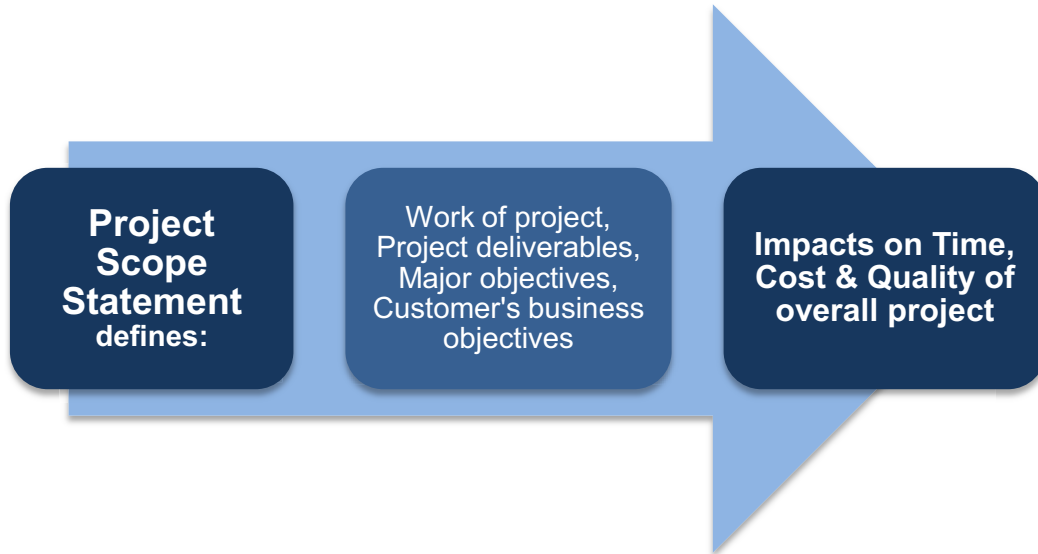 Project
Scope
Statement
defines:
Work of project,
Project deliverables,
Major objectives,
Customer's business
objectives
Impacts on Time,
Cost & Quality of
overall project